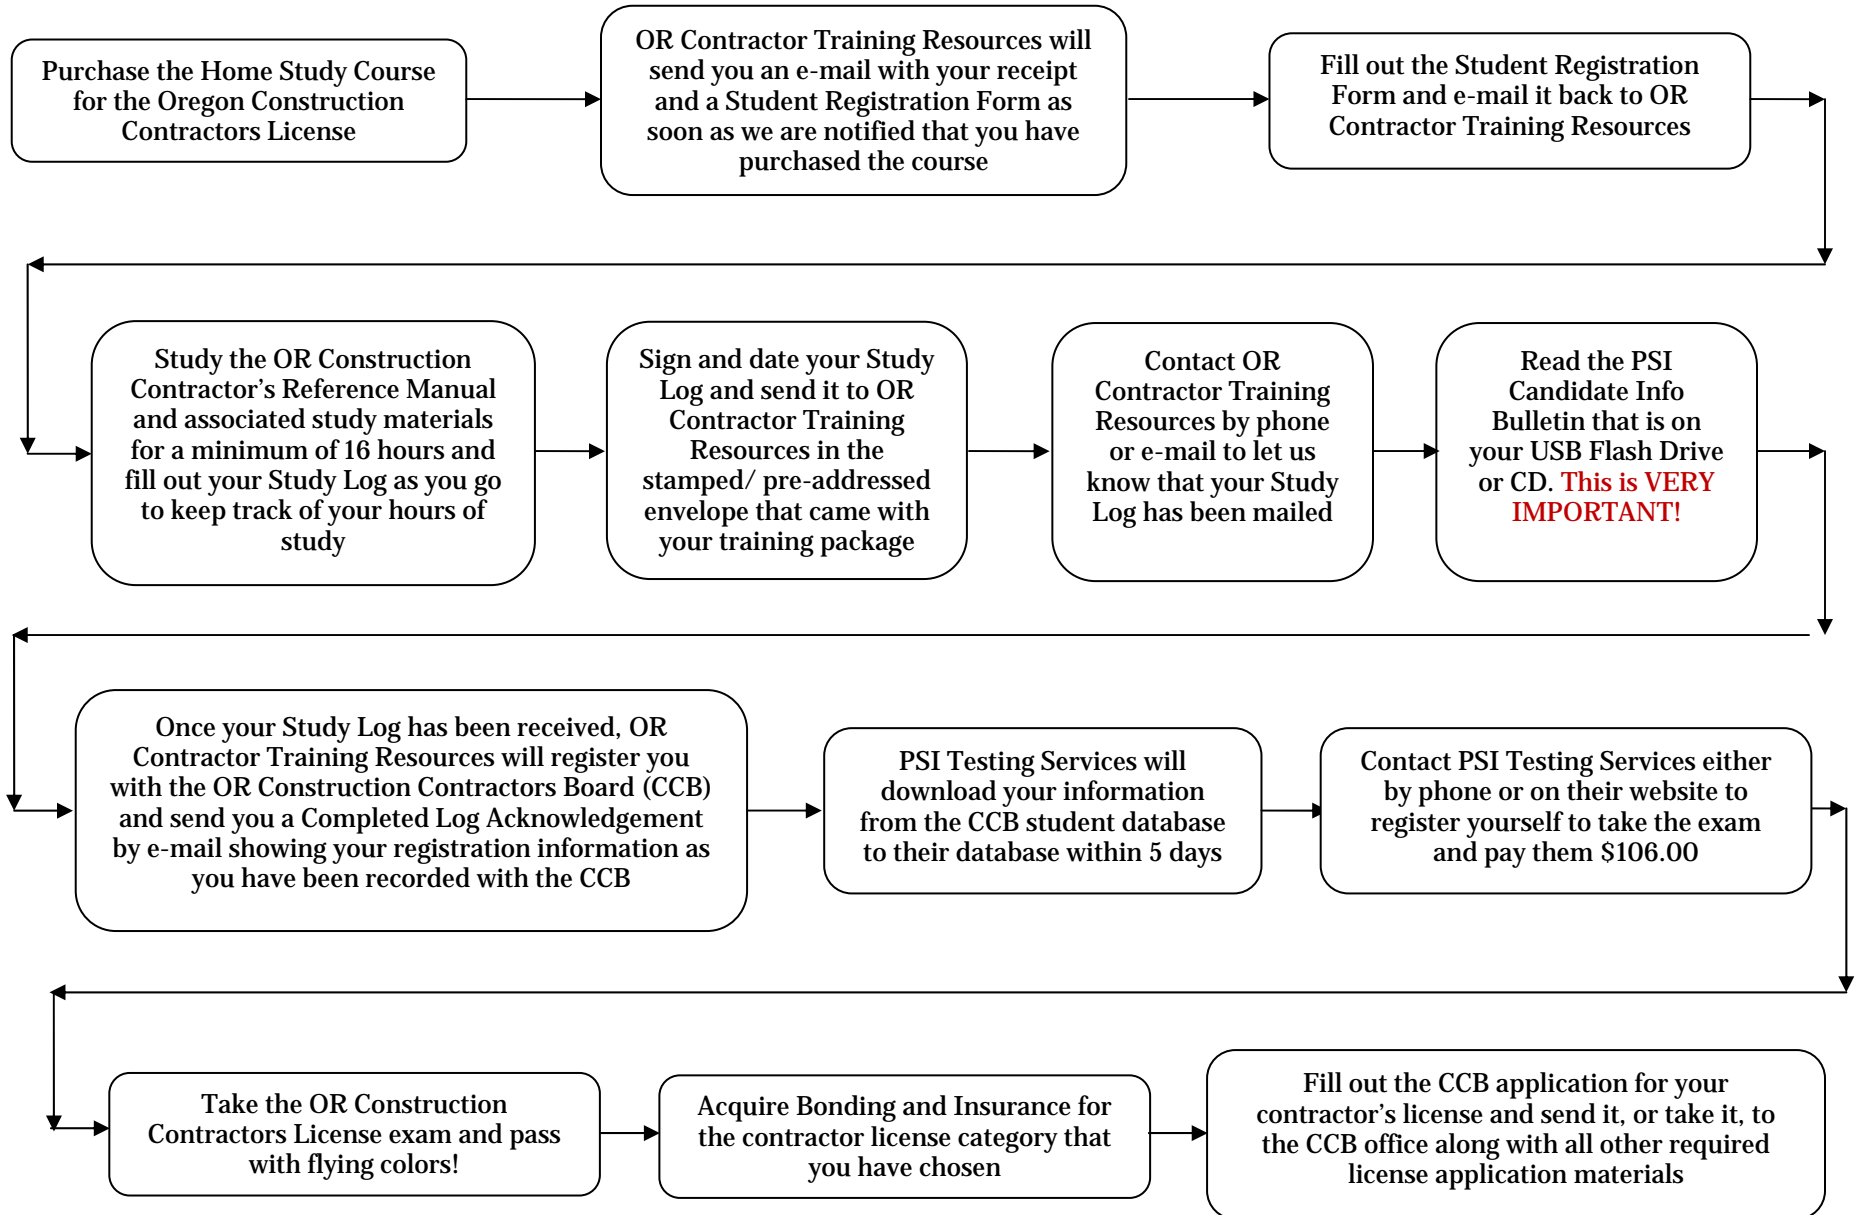 Purchase the Home Study Course
for the Oregon Construction
Contractors License
OR Contractor Training Resources will
send you an e-mail with your receipt
and a Student Registration Form as
soon as we are notified that you have
purchased the course
Fill out the Student Registration
Form and e-mail it back to OR
Contractor Training Resources
Study the OR Construction
Contractor’s Reference Manual
and associated study materials
for a minimum of 16 hours and
fill out your Study Log as you go
to keep track of your hours of
study
Sign and date your Study
Log and send it to OR
Contractor Training
Resources in the
stamped/ pre-addressed
envelope that came with
your training package
Contact OR
Contractor Training
Resources by phone
or e-mail to let us
know that your Study
Log has been mailed
Read the PSI
Candidate Info
Bulletin that is on
your USB Flash Drive
or CD. This is VERY
IMPORTANT!
Once your Study Log has been received, OR
Contractor Training Resources will register you
with the OR Construction Contractors Board (CCB)
and send you a Completed Log Acknowledgement
by e-mail showing your registration information as
you have been recorded with the CCB
PSI Testing Services will
download your information
from the CCB student database
to their database within 5 days
Contact PSI Testing Services either
by phone or on their website to
register yourself to take the exam
and pay them $106.00
Take the OR Construction
Contractors License exam and pass
with flying colors!
Acquire Bonding and Insurance for
the contractor license category that
you have chosen
Fill out the CCB application for your
contractor’s license and send it, or take it, to
the CCB office along with all other required
license application materials